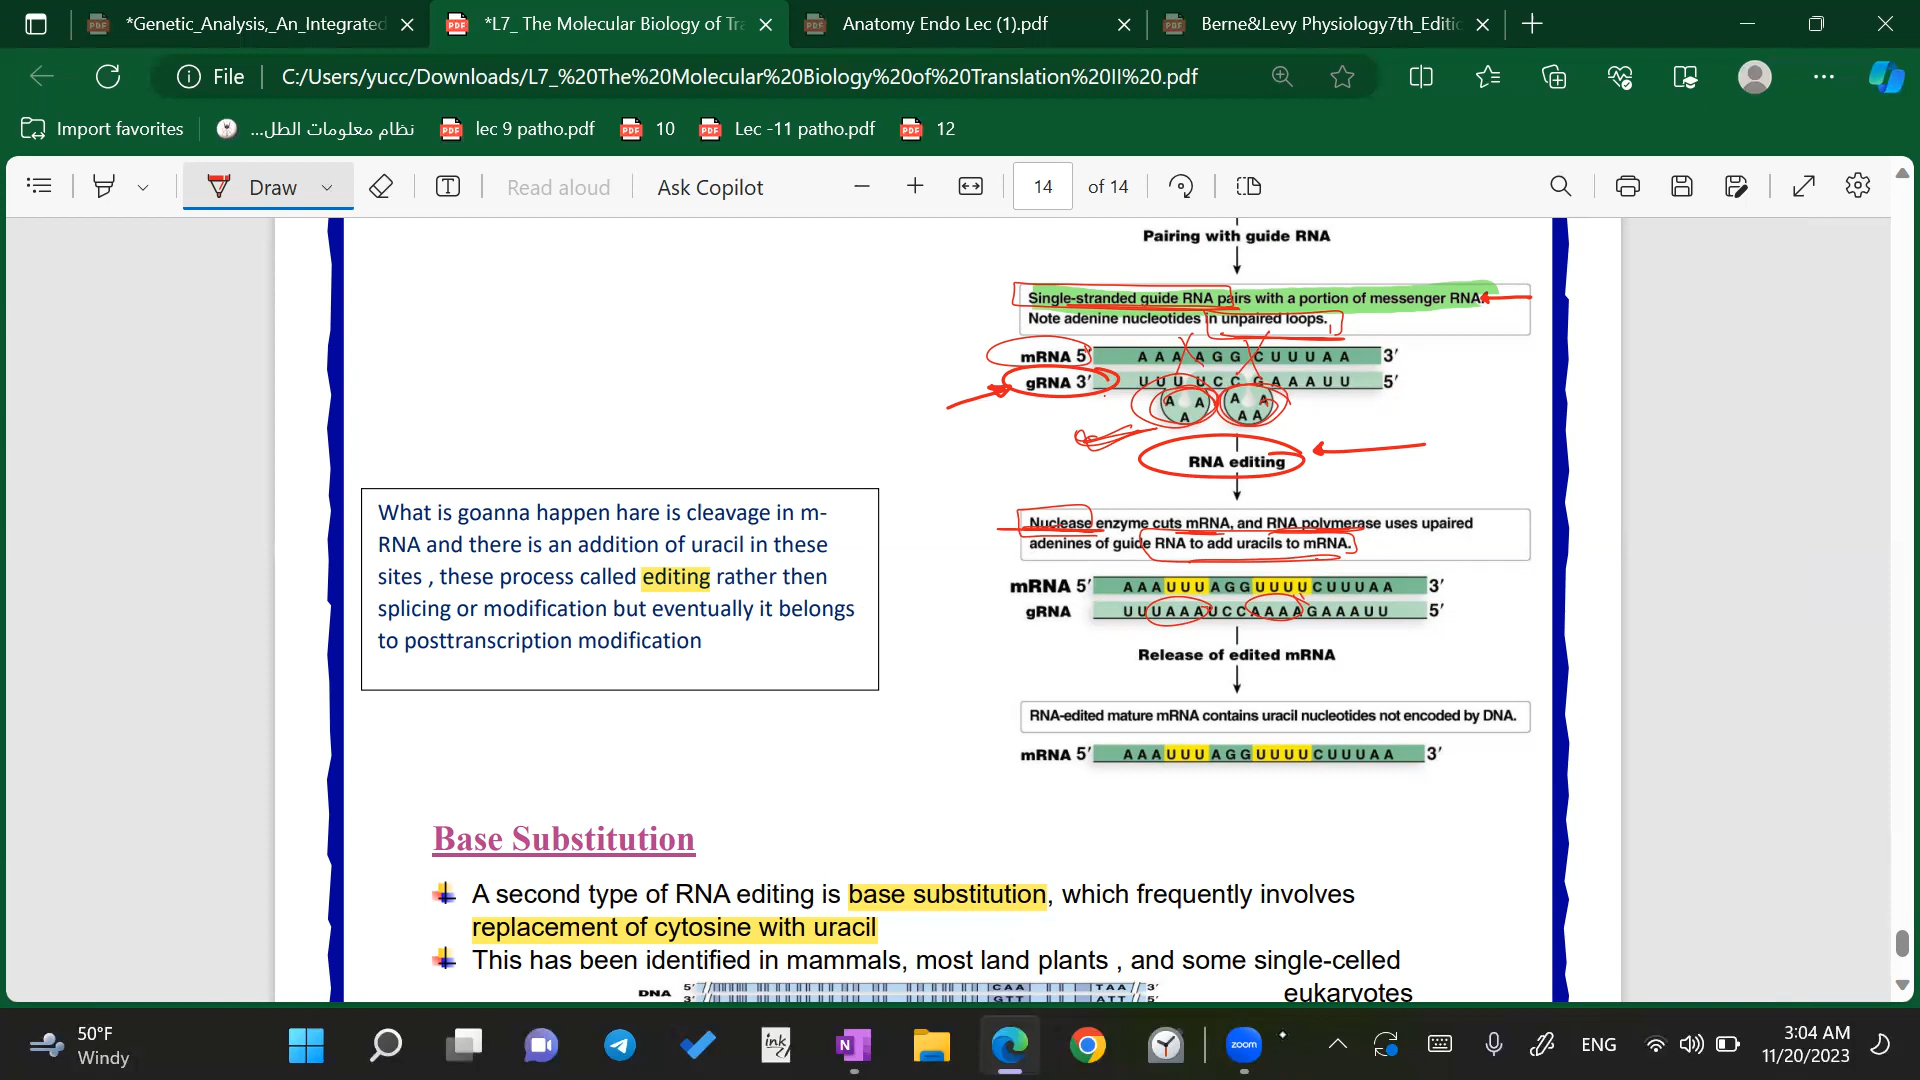 *Genetic_Analysis,_An_Integrated
*L7_ The Molecular Biology of Tra
Anatomy Endo Lec (1).pdf
Berne&Levy Physiology7th_Editio
File
C:/Users/yucc/Downloads/L7_%20The%20Molecular%20Biology%20of%20Translation%20II%20.pdf
Import favorites
نظام معلومات الطل...
lec 9 patho.pdf
10
Lec -11 patho.pdf
12
Draw
Read aloud
Ask Copilot
14
of 14
Pairing with guide RNA
Single-stranded guide RNA pairs with a portion of messenger RNA.
Note adenine nucleotides in unpaired loops.
mRNA 5′ A A A A G G C U U U A A 3′
gRNA 3′ U U U U C C G A A A U U 5′
A A A A A
A A A
RNA editing
Nuclease enzyme cuts mRNA, and RNA polymerase uses upaired
adenines of guide RNA to add uracils to mRNA.
mRNA 5′ A A A U U U A G G U U U U C U U U A A 3′
gRNA U U U A A A U C C A A A A G A A A U U 5′
Release of edited mRNA
RNA-edited mature mRNA contains uracil nucleotides not encoded by DNA.
mRNA 5′ A A A U U U A G G U U U U C U U U A A 3′
What is goanna happen hare is cleavage in m-
RNA and there is an addition of uracil in these
sites , these process called editing rather then
splicing or modification but eventually it belongs
to posttranscription modification
Base Substitution
A second type of RNA editing is base substitution, which frequently involves
replacement of cytosine with uracil
This has been identified in mammals, most land plants , and some single-celled
eukaryotes
DNA 5′ C A A T A A 3′
3′ G T T A T T 5′
50°F
Windy
zoom
ENG
3:04 AM
11/20/2023